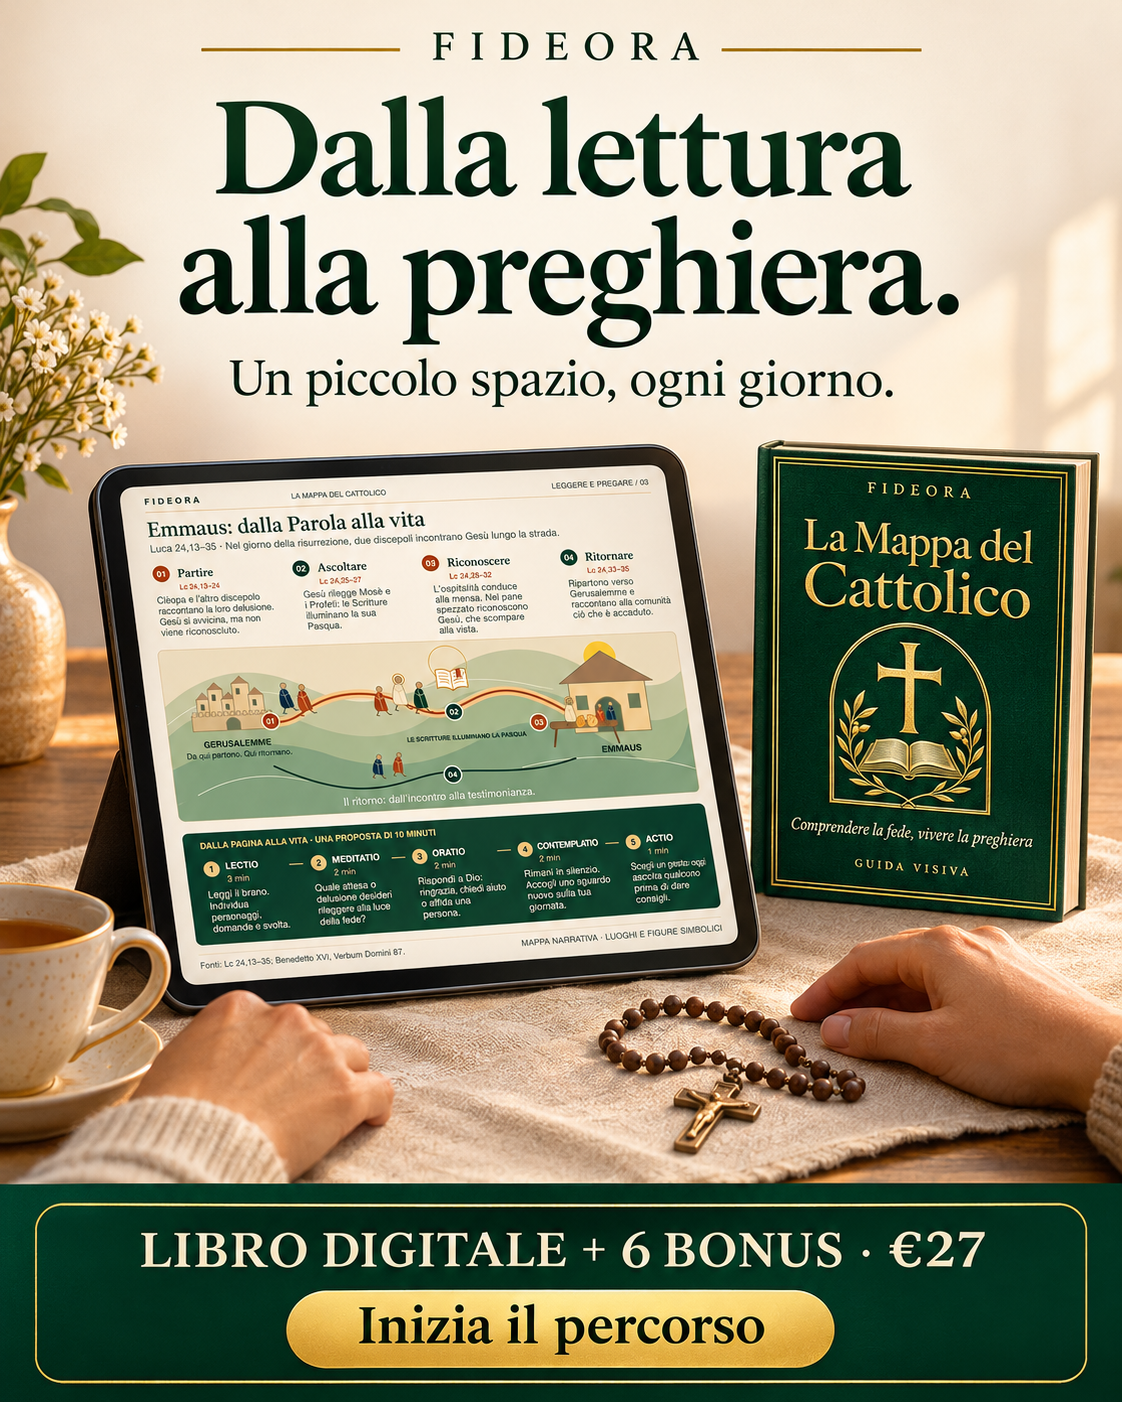 FIDEORA
Dalla lettura
alla preghiera.
Un piccolo spazio, ogni giorno.
FIDEORA
LA MAPPA DEL CATTOLICO
LEGGERE E PREGARE / 03
Emmaus: dalla Parola alla vita
Luca 24,13–35 · Nel giorno della risurrezione, due discepoli incontrano Gesù lungo la strada.
01 Partire
Lc 24,13–24
Clèopa e l'altro discepolo
raccontano la loro delusione.
Gesù si avvicina, ma non
viene riconosciuto.
02 Ascoltare
Lc 24,25–27
Gesù rilegge Mosè e
i Profeti: le Scritture
illuminano la sua
Pasqua.
03 Riconoscere
Lc 24,28–32
L'ospitalità conduce
alla mensa. Nel pane
spezzato riconoscono
Gesù, che scompare
alla vista.
04 Ritornare
Lc 24,33–35
Ripartono verso
Gerusalemme e
raccontano alla comunità
ciò che è accaduto.
01
02
03
GERUSALEMME
Da qui partono. Qui ritornano.
LE SCRITTURE ILLUMINANO LA PASQUA
EMMAUS
04
Il ritorno: dall'incontro alla testimonianza.
DALLA PAGINA ALLA VITA · UNA PROPOSTA DI 10 MINUTI
1 LECTIO
3 min
Leggi il brano.
Individua
personaggi,
domande e svolta.
2 MEDITATIO
2 min
Quale attesa o
delusione desideri
rileggere alla luce
della fede?
3 ORATIO
2 min
Rispondi a Dio:
ringrazia, chiedi aiuto
o affida una
persona.
4 CONTEMPLATIO
2 min
Rimani in silenzio.
Accogli uno sguardo
nuovo sulla tua
giornata.
5 ACTIO
1 min
Scegli un gesto: oggi
ascolta qualcuno
prima di dare
consigli.
Fonti: Lc 24,13–35; Benedetto XVI, Verbum Domini 87.
MAPPA NARRATIVA · LUOGHI E FIGURE SIMBOLICI
FIDEORA
La Mappa del
Cattolico
Comprendere la fede, vivere la preghiera
GUIDA VISIVA
LIBRO DIGITALE + 6 BONUS · €27
Inizia il percorso